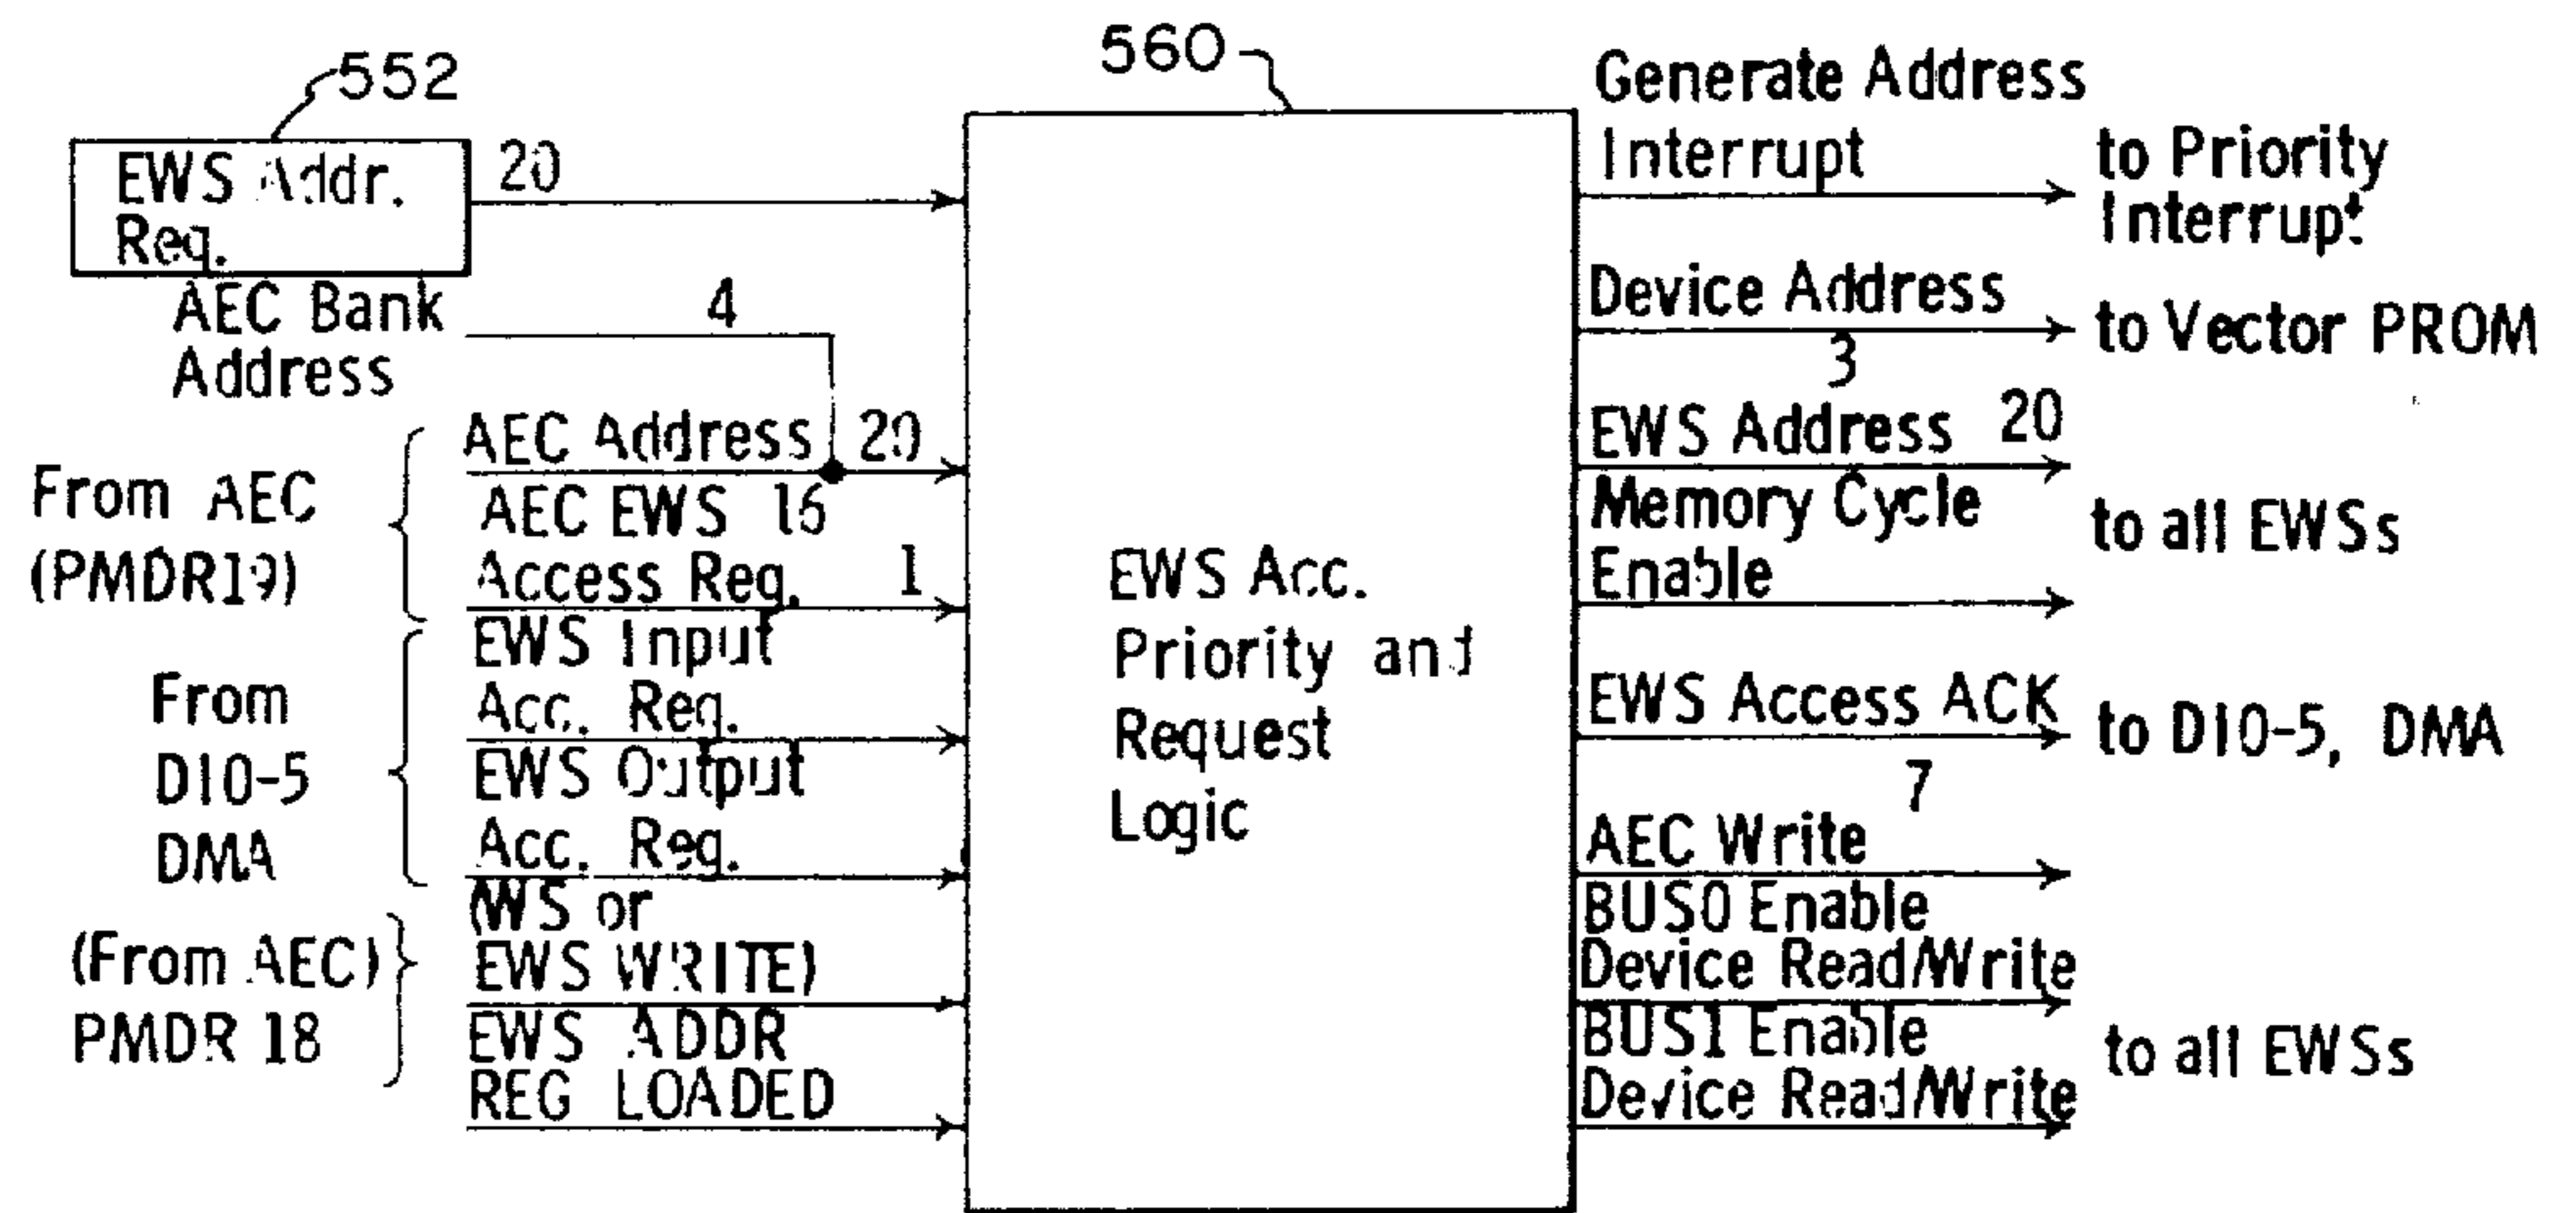 552
560
EWS Addr.
Req.
20
AEC Bank
Address
4
From AEC
(PMDR19)
AEC Address
20
AEC EWS 16
Access Req. 1
From
DI0-5
DMA
EWS Input
Acc. Req.
EWS Output
Acc. Req.
(From AEC)
PMDR 18
(WS or
EWS WRITE)
EWS ADDR
REG LOADED
EWS Acc.
Priority and
Request
Logic
Generate Address
Interrupt
to Priority
Interrupt
Device Address
3
to Vector PROM
EWS Address 20
Memory Cycle
Enable
to all EWSs
EWS Access ACK
7
to DI0-5, DMA
AEC Write
BUS0 Enable
Device Read/Write
BUS1 Enable
Device Read/Write
to all EWSs